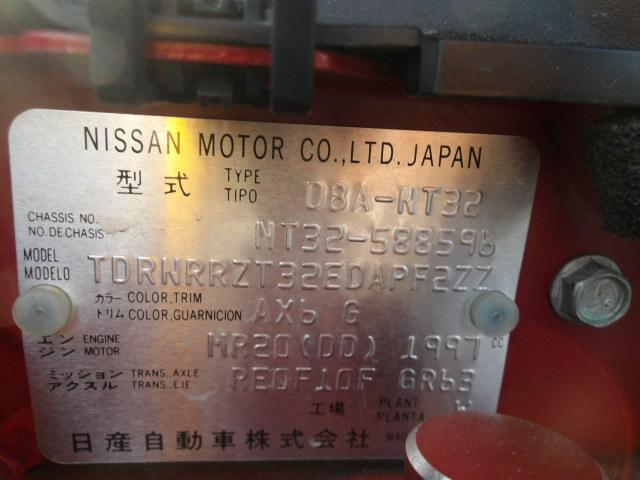 NISSAN MOTOR CO.,LTD. JAPAN
型式 TYPE TIPO DBA-NT32
CHASSIS NO. NO.DE CHASIS NT32-588596
MODEL MODELO TDRWRRZT32EDAPF2ZZ
カラー トリム COLOR,TRIM COLOR,GUARNICION AX6 G
エンジン ENGINE MOTOR MR20(DD) 1997 CC
ミッション アクスル TRANS.,AXLE TRANS.,EJE RE0F10F GR63
工場 PLANT PLANTA W
日産自動車株式会社 MAD